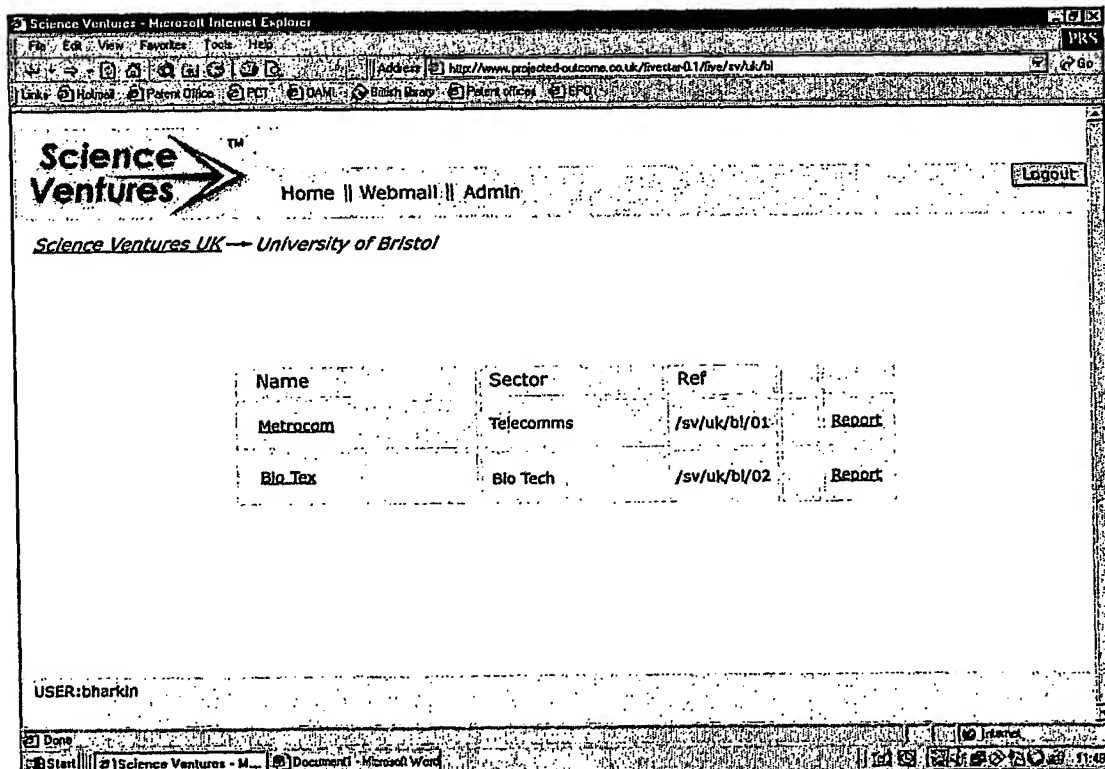 Science Ventures - Microsoft Internet Explorer
File Edit View Favorites Tools Help
PRS
Address http://www.projected-outcome.co.uk/fivestar-0.1/live/sv/uk/bl
Go
Links Hotmail Patent Office PCT OAMI British library Patent offices EPO
Science
Ventures
TM
Home || Webmail || Admin
Logout
Science Ventures UK → University of Bristol
Name Sector Ref
Metrocom Telecomms /sv/uk/bl/01 Report
Bio Tex Bio Tech /sv/uk/bl/02 Report
USER:bharkin
Done
Internet
Start Science Ventures - M... Document1 - Microsoft Word 11:48